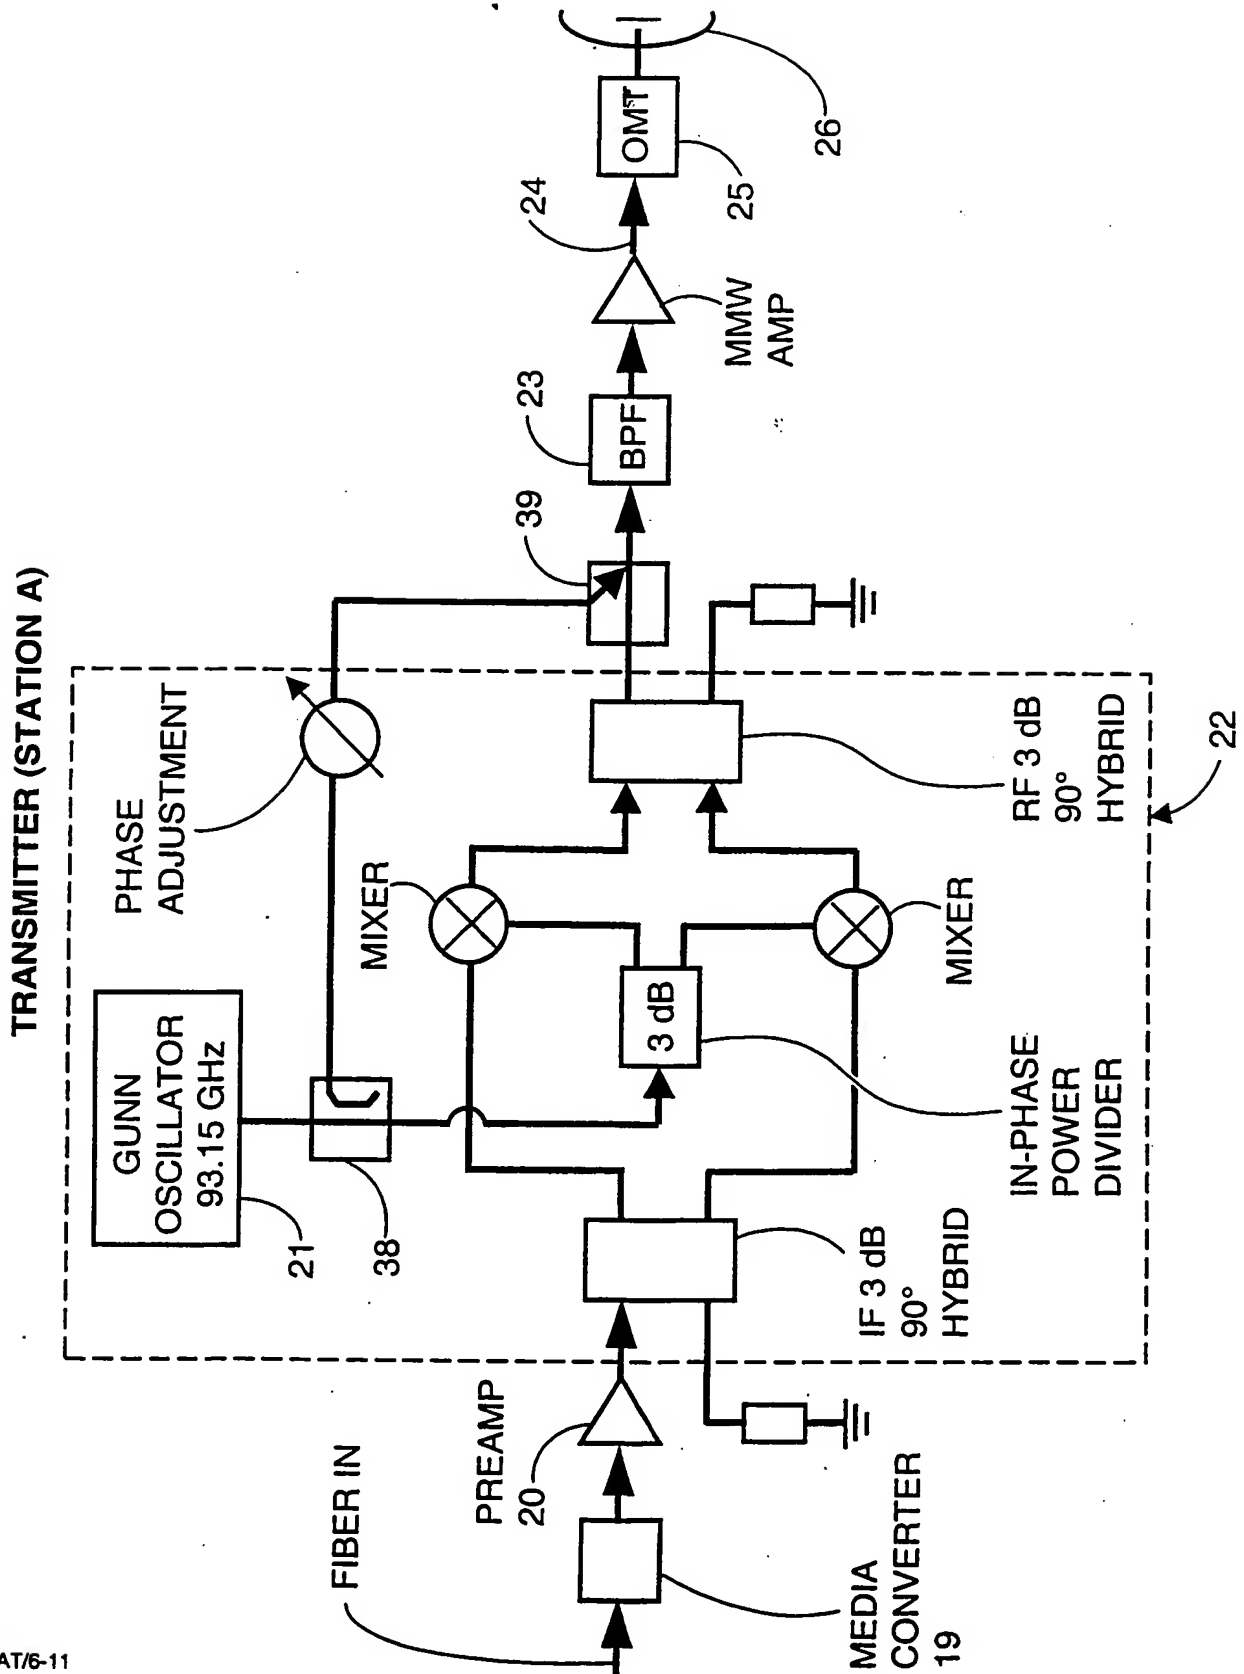 TRANSMITTER (STATION A)
FIBER IN
MEDIA
CONVERTER
19
PREAMP
20
GUNN
OSCILLATOR
93.15 GHz
21
38
PHASE
ADJUSTMENT
MIXER
3 dB
MIXER
IF 3 dB
90°
HYBRID
IN-PHASE
POWER
DIVIDER
RF 3 dB
90°
HYBRID
22
39
BPF
23
MMW
AMP
24
OMT
25
26
AT/6-11